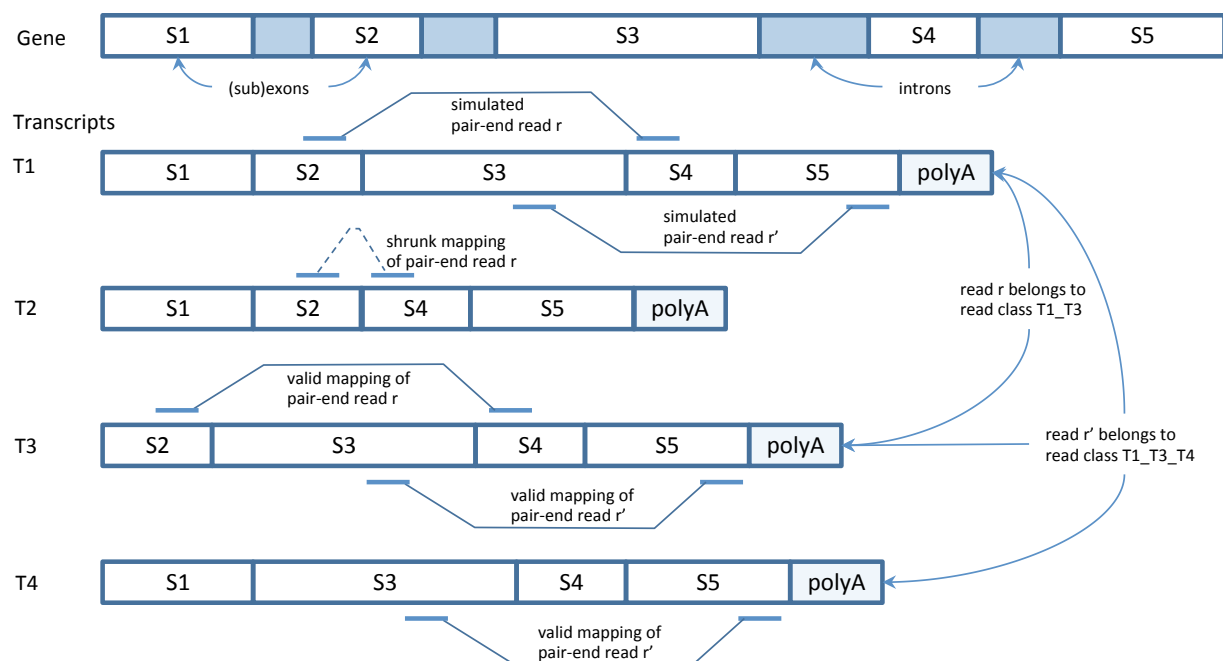 Gene
S1
S2
S3
S4
S5
(sub)exons
introns
Transcripts
simulated
pair-end read r
T1
S1
S2
S3
S4
S5
polyA
simulated
pair-end read r’
shrunk mapping
of pair-end read r
T2
S1
S2
S4
S5
polyA
read r belongs to
read class T1_T3
valid mapping of
pair-end read r
T3
S2
S3
S4
S5
polyA
read r’ belongs to
read class T1_T3_T4
valid mapping of
pair-end read r’
T4
S1
S3
S4
S5
polyA
valid mapping of
pair-end read r’